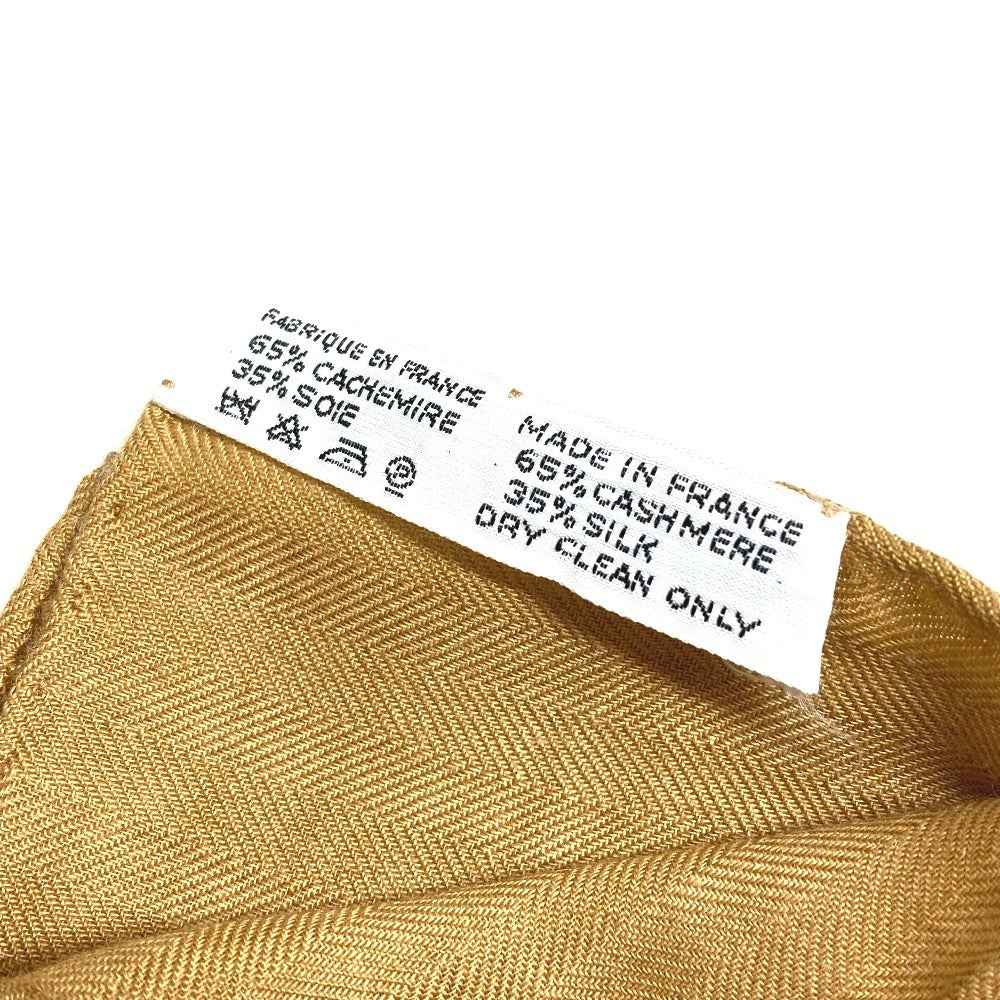 FABRIQUE EN FRANCE
65% CACHEMIRE
35% SOIE
MADE IN FRANCE
65% CASHMERE
35% SILK
DRY CLEAN ONLY